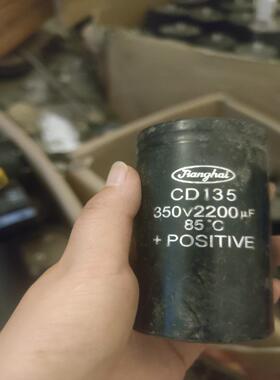 Jianghai
CD135
350V2200µF
85°C
+ POSITIVE